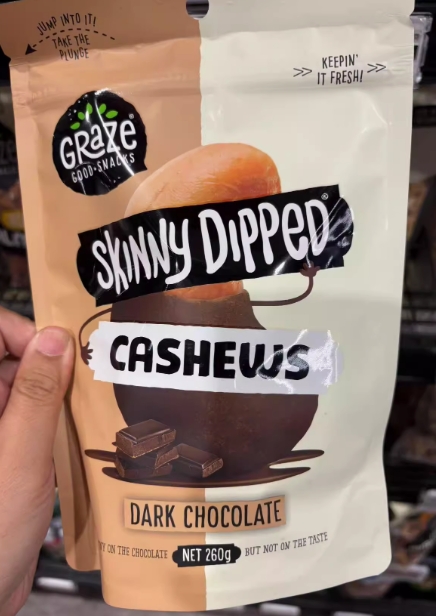 JUMP INTO IT!
TAKE THE
PLUNGE
KEEPIN'
IT FRESH!
GRaze®
GOOD-SNACKS
SKINNY DIPPED®
CASHEWS
DARK CHOCOLATE
ON THE CHOCOLATE NET 260g BUT NOT ON THE TASTE